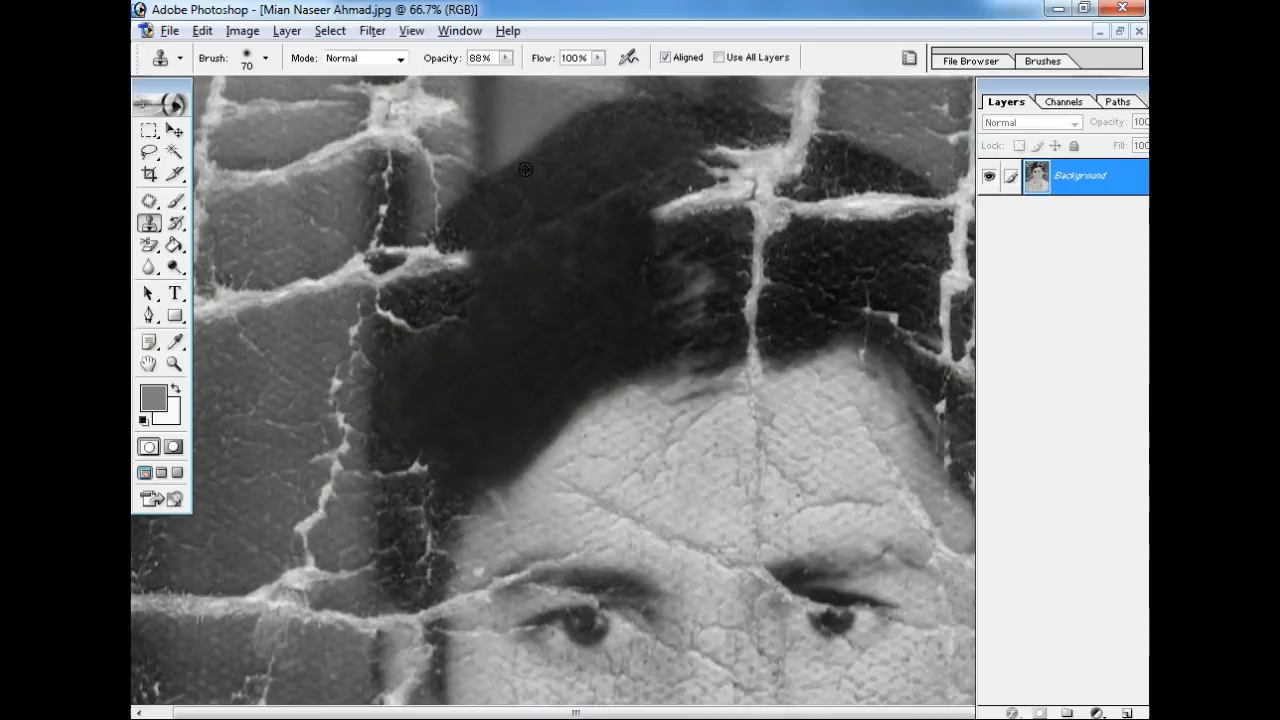 Adobe Photoshop - [Mian Naseer Ahmad.jpg @ 66.7% (RGB)]
File Edit Image Layer Select Filter View Window Help
Brush: 70 Mode: Normal Opacity: 88% Flow: 100% Aligned Use All Layers File Browser Brushes
Layers Channels Paths
Normal Opacity: 100
Lock: Fill: 100
Background
T